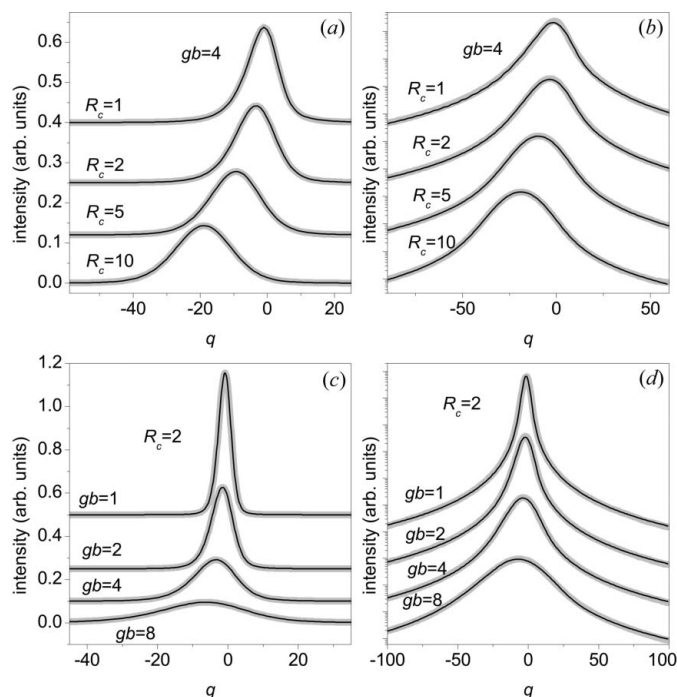 (a)
gb=4
R_c=1
R_c=2
R_c=5
R_c=10
0.6
0.5
0.4
0.3
0.2
0.1
0.0
intensity (arb. units)
-40 -20 0 20
q
(b)
gb=4
R_c=1
R_c=2
R_c=5
R_c=10
intensity (arb. units)
-50 0 50
q
(c)
R_c=2
gb=1
gb=2
gb=4
gb=8
1.2
1.0
0.8
0.6
0.4
0.2
0.0
intensity (arb. units)
-40 -20 0 20
q
(d)
R_c=2
gb=1
gb=2
gb=4
gb=8
intensity (arb. units)
-100 -50 0 50 100
q